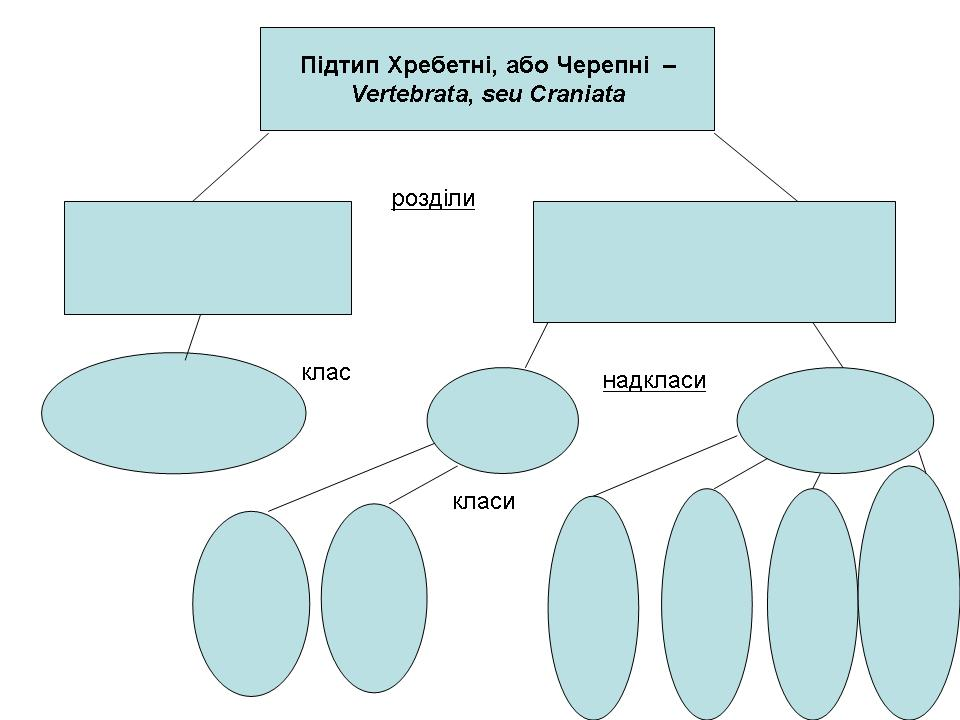 Підтип Хребетні, або Черепні –
Vertebrata, seu Craniata
розділи
клас
надкласи
класи